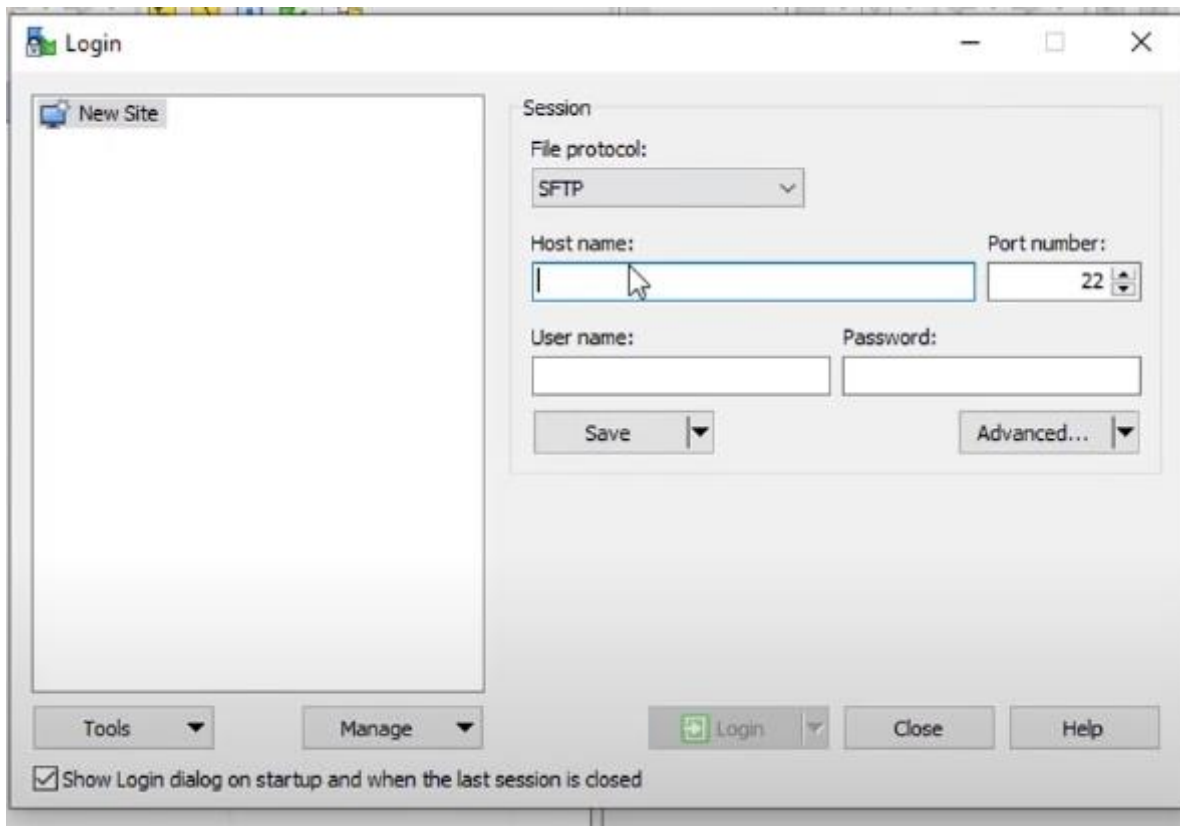 Login
New Site
Session
File protocol:
SFTP
Host name:
Port number:
22
User name:
Password:
Save
Advanced...
Tools
Manage
Login
Close
Help
Show Login dialog on startup and when the last session is closed